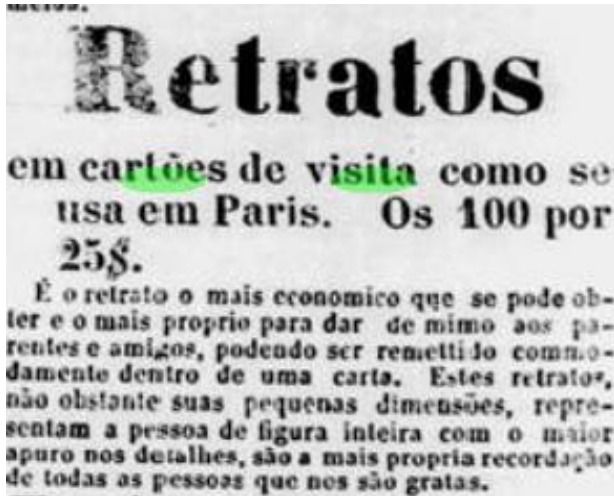 Retratos
em cartões de visita como se
usa em Paris. Os 100 por
25$.
É o retrato o mais economico que se pode ob-
ter e o mais proprio para dar de mimo aos pa-
rentes e amigos, podendo ser remettido commo-
damente dentro de uma carta. Estes retratos,
não obstante suas pequenas dimensões, repre-
sentam a pessoa de figura inteira com o maior
apuro nos detalhes, são a mais propria recordação
de todas as pessoas que nos são gratas.